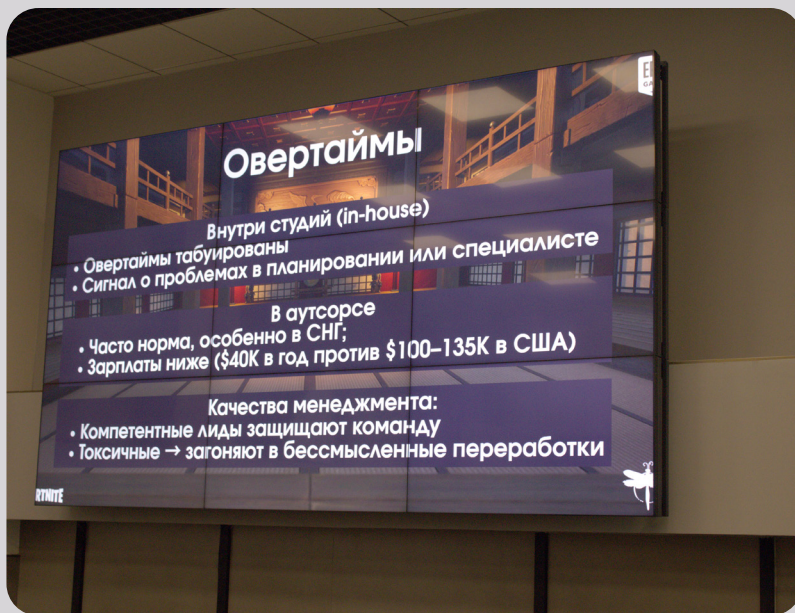 Овертаймы
Внутри студий (in-house)
• Овертаймы табуированы
• Сигнал о проблемах в планировании или специалисте
В аутсорсе
• Часто норма, особенно в СНГ;
• Зарплаты ниже ($40K в год против $100–135K в США)
Качества менеджмента:
• Компетентные лиды защищают команду
• Токсичные → загоняют в бессмысленные переработки
RTNITE